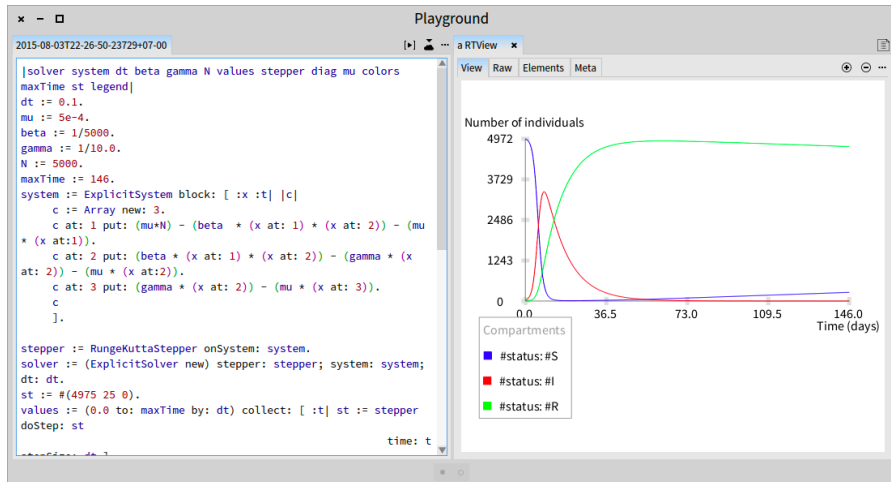 Playground
2015-08-03T22-26-50-23729+07-00
|solver system dt beta gamma N values stepper diag mu colors
maxTime st legend|
dt := 0.1.
mu := 5e-4.
beta := 1/5000.
gamma := 1/10.0.
N := 5000.
maxTime := 146.
system := ExplicitSystem block: [ :x :t| |c|
c := Array new: 3.
c at: 1 put: (mu*N) - (beta * (x at: 1) * (x at: 2)) - (mu
* (x at:1)).
c at: 2 put: (beta * (x at: 1) * (x at: 2)) - (gamma * (x
at: 2)) - (mu * (x at:2)).
c at: 3 put: (gamma * (x at: 2)) - (mu * (x at: 3)).
c
].
stepper := RungeKuttaStepper onSystem: system.
solver := (ExplicitSolver new) stepper: stepper; system: system;
dt: dt.
st := #(4975 25 0).
values := (0.0 to: maxTime by: dt) collect: [ :t| st := stepper
doStep: st
time: t
stepSize: dt ]
a RTView
View Raw Elements Meta
Number of individuals
4972
3729
2486
1243
0
0.0 36.5 73.0 109.5 146.0
Time (days)
Compartments
#status: #S
#status: #I
#status: #R